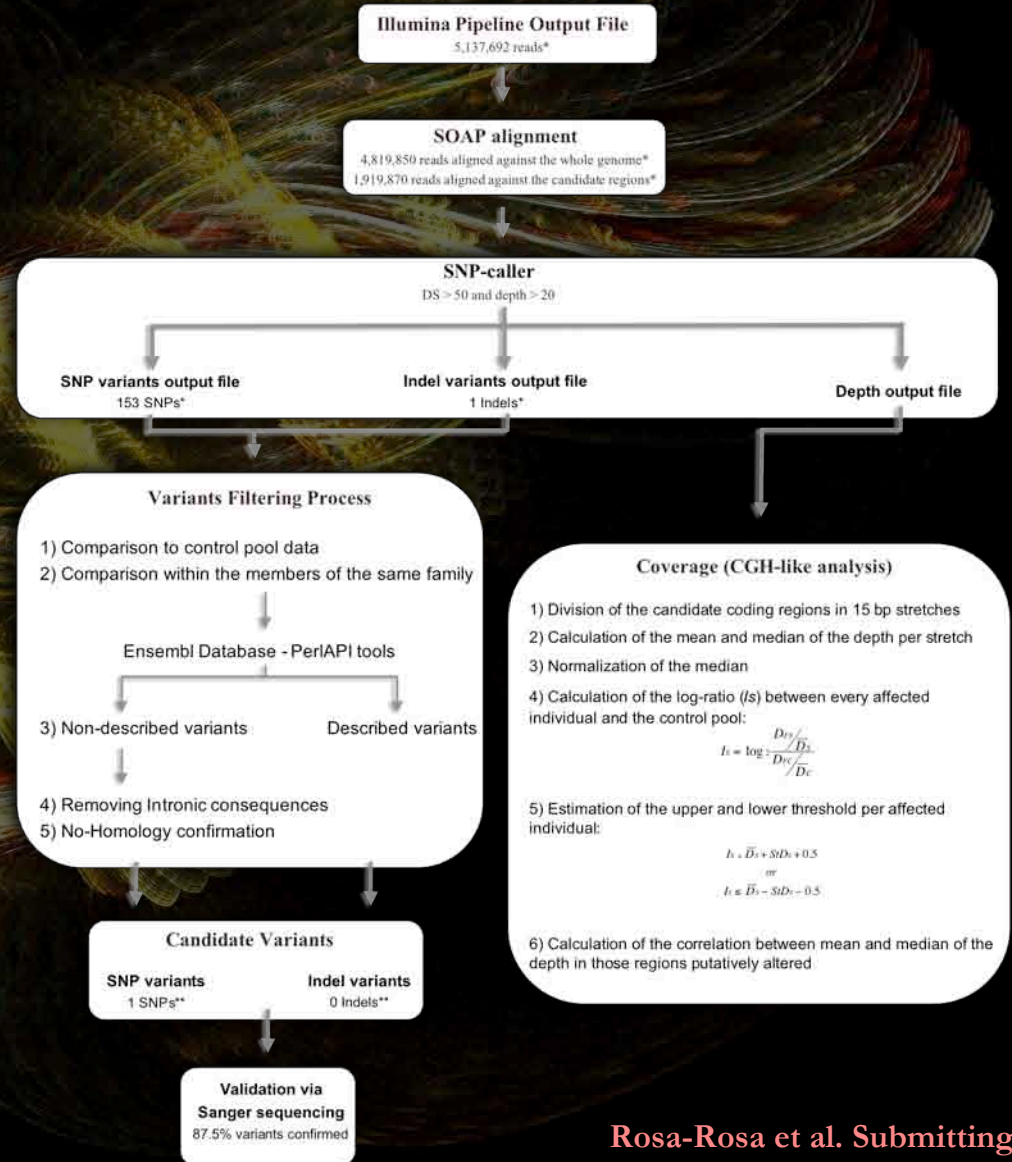 Illumina Pipeline Output File
5,137,692 reads*
SOAP alignment
4,819,850 reads aligned against the whole genome*
1,919,870 reads aligned against the candidate regions*
SNP-caller
DS > 50 and depth > 20
SNP variants output file
153 SNPs*
Indel variants output file
1 Indels*
Depth output file
Variants Filtering Process
1) Comparison to control pool data
2) Comparison within the members of the same family
Ensembl Database - PerlAPI tools
3) Non-described variants
Described variants
4) Removing Intronic consequences
5) No-Homology confirmation
Candidate Variants
SNP variants
1 SNPs**
Indel variants
0 Indels**
Validation via
Sanger sequencing
87.5% variants confirmed
Coverage (CGH-like analysis)
1) Division of the candidate coding regions in 15 bp stretches
2) Calculation of the mean and median of the depth per stretch
3) Normalization of the median
4) Calculation of the log-ratio (Is) between every affected
individual and the control pool:
5) Estimation of the upper and lower threshold per affected
individual:
or
6) Calculation of the correlation between mean and median of the
depth in those regions putatively altered
Rosa-Rosa et al. Submitting